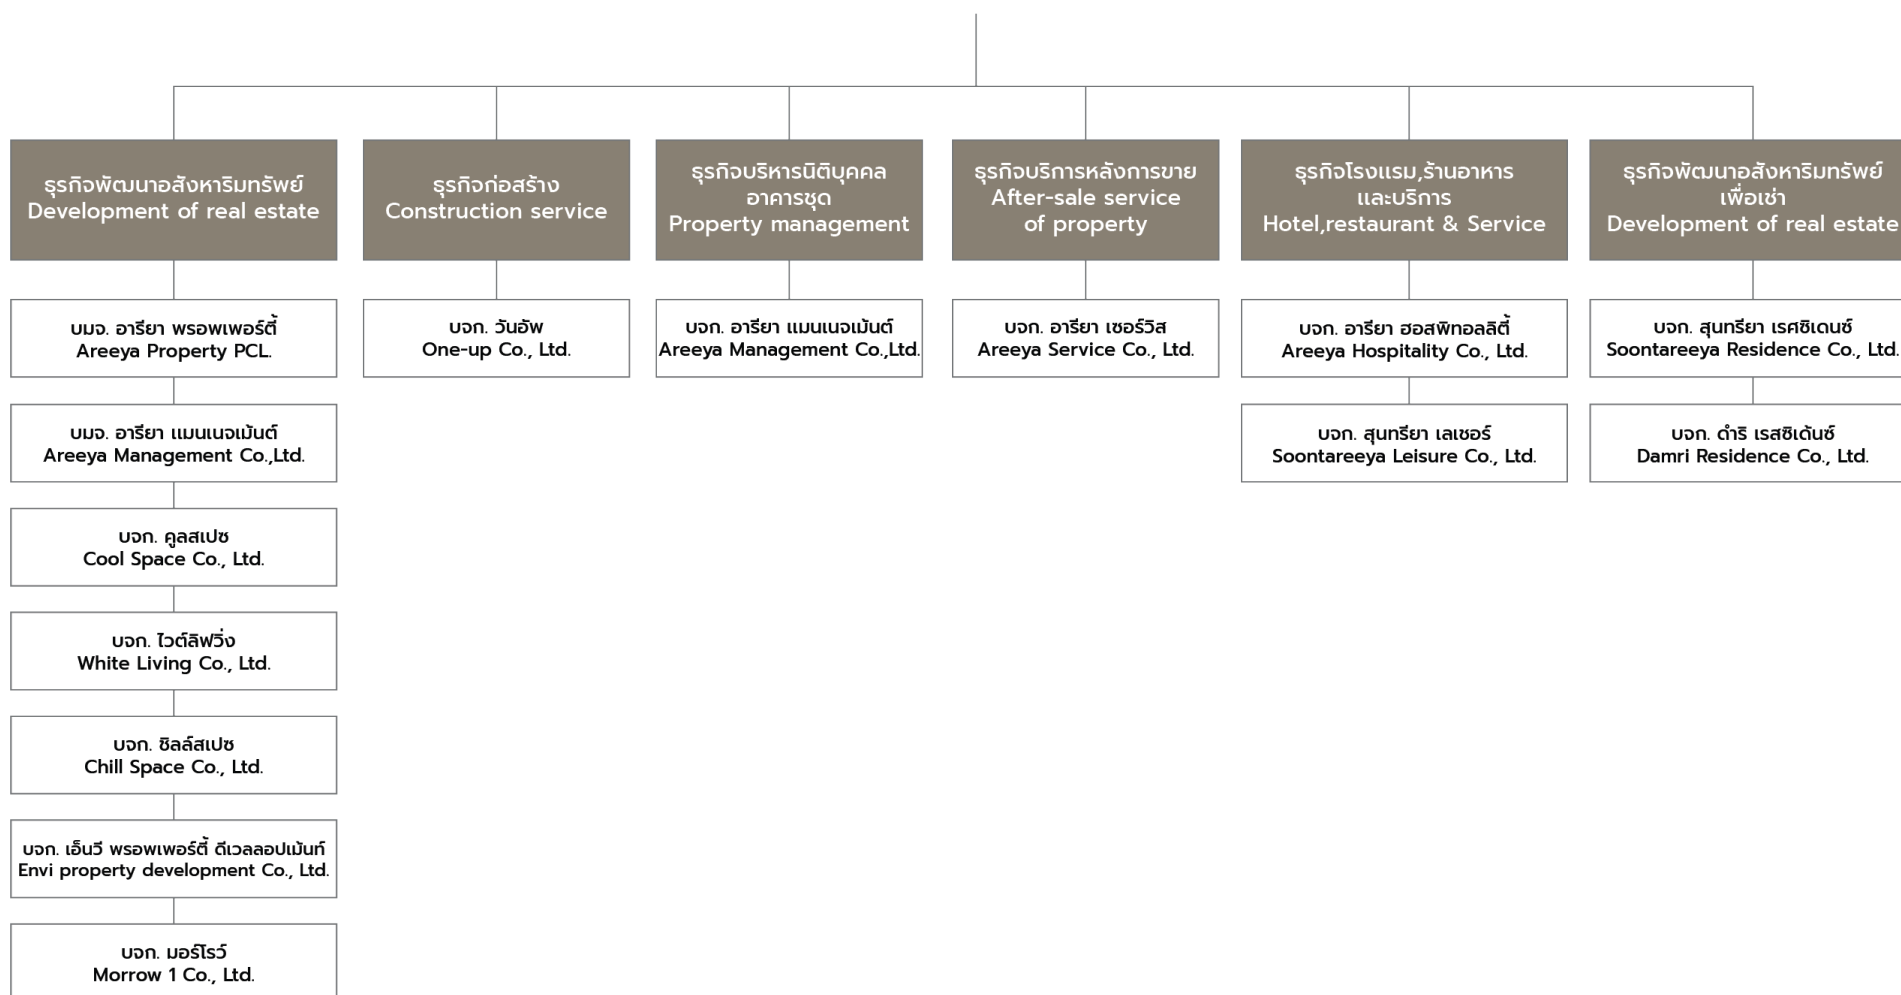 ธุรกิจพัฒนาอสังหาริมทรัพย์
Development of real estate
บมจ. อารียา พรอพเพอร์ตี้
Areeya Property PCL.
บมจ. อารียา แมนเนจเม้นต์
Areeya Management Co.,Ltd.
บจก. คูลสเปซ
Cool Space Co., Ltd.
บจก. ไวต์ลิฟวิ่ง
White Living Co., Ltd.
บจก. ชิลล์สเปซ
Chill Space Co., Ltd.
บจก. เอ็นวี พรอพเพอร์ตี้ ดีเวลลอปเม้นท์
Envi property development Co., Ltd.
บจก. มอร์โรว์
Morrow 1 Co., Ltd.
ธุรกิจก่อสร้าง
Construction service
บจก. วันอัพ
One-up Co., Ltd.
ธุรกิจบริหารนิติบุคคล
อาคารชุด
Property management
บจก. อารียา แมนเนจเม้นต์
Areeya Management Co.,Ltd.
ธุรกิจบริการหลังการขาย
After-sale service
of property
บจก. อารียา เซอร์วิส
Areeya Service Co., Ltd.
ธุรกิจโรงแรม,ร้านอาหาร
และบริการ
Hotel,restaurant & Service
บจก. อารียา ฮอสพิทอลลิตี้
Areeya Hospitality Co., Ltd.
บจก. สุนทรียา เลเชอร์
Soontareeya Leisure Co., Ltd.
ธุรกิจพัฒนาอสังหาริมทรัพย์
เพื่อเช่า
Development of real estate
บจก. สุนทรียา เรศซิเดนซ์
Soontareeya Residence Co., Ltd.
บจก. ดำริ เรสซิเด้นซ์
Damri Residence Co., Ltd.